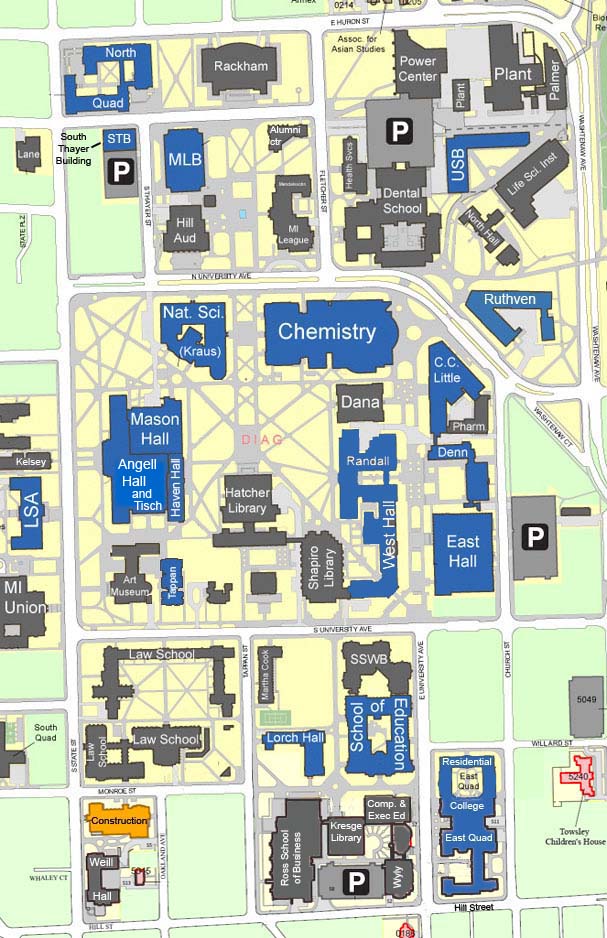 Annex
0214
0205
E HURON ST
Assoc. for
Asian Studies
North
Quad
Rackham
Power
Center
Plant
Plant
Palmer
P
South
Thayer
Building
STB
P
Lane
MLB
Alumni
ctr
Mendelssohn
MI
League
Hill
Aud
S THAYER ST
FLETCHER ST
Health Svcs
Dental
School
USB
Life Sci. Inst
North Hall
WASHTENAW AVE
STATE PLZ
N UNIVERSITY AVE
Nat. Sci.
(Kraus)
Chemistry
Ruthven
WASHTENAW AVE
C.C.
Little
Pharm.
WASHTENAW CT
Dana
Mason
Hall
Angell
Hall
and
Tisch
Haven Hall
DIAG
Randall
Denn
Kelsey
LSA
Hatcher
Library
West Hall
East
Hall
P
MI
Union
Art
Museum
Tappan
Shapiro
Library
S UNIVERSITY AVE
Law School
TAPPAN ST
Martha Cook
SSWB
E UNIVERSITY AVE
CHURCH ST
School
of
Education
5049
South
Quad
S STATE ST
Law
School
Law School
Lorch Hall
WILLARD ST
Residential
East
Quad
College
5240
Towsley
Children's House
MONROE ST
Construction
OAKLAND AVE
Ross School
of Business
Comp. &
Exec Ed
Kresge
Library
East Quad
S11
Weill
Hall
5045
S13
WHALEY CT
P
Wyly
HILL ST
Hill Street
0188